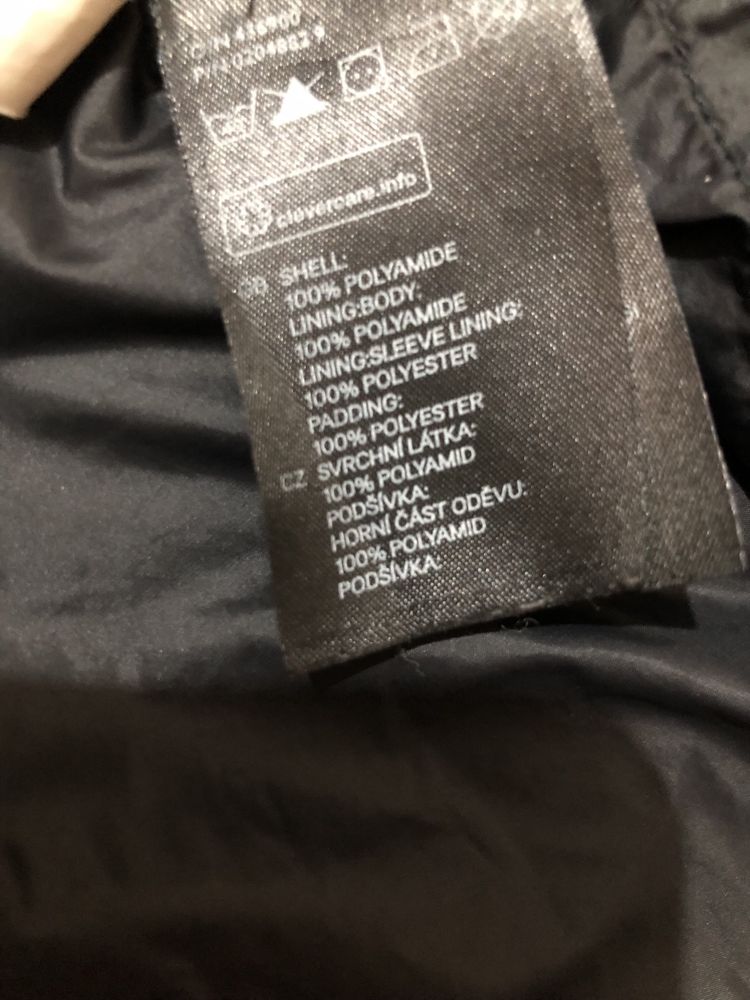 clevercare.info
GB SHELL:
100% POLYAMIDE
LINING:BODY:
100% POLYAMIDE
LINING:SLEEVE LINING:
100% POLYESTER
PADDING:
100% POLYESTER
CZ SVRCHNÍ LÁTKA:
100% POLYAMID
PODŠÍVKA:
HORNÍ ČÁST ODĚVU:
100% POLYAMID
PODŠÍVKA: